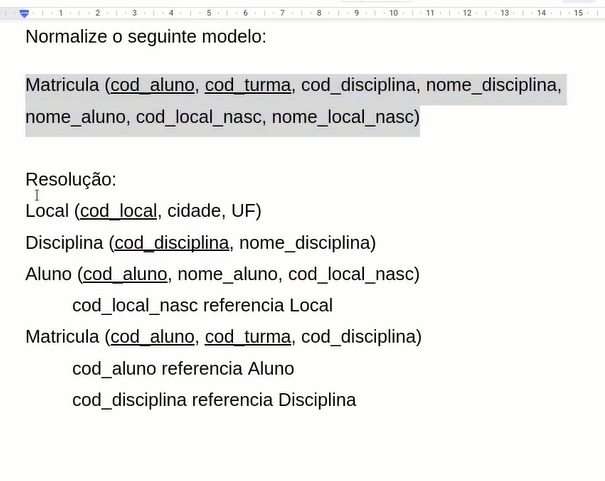 1 2 3 4 5 6 7 8 9 10 11 12 13 14 15
Normalize o seguinte modelo:
Matricula (cod_aluno, cod_turma, cod_disciplina, nome_disciplina,
nome_aluno, cod_local_nasc, nome_local_nasc)
Resolução:
Local (cod_local, cidade, UF)
Disciplina (cod_disciplina, nome_disciplina)
Aluno (cod_aluno, nome_aluno, cod_local_nasc)
cod_local_nasc referencia Local
Matricula (cod_aluno, cod_turma, cod_disciplina)
cod_aluno referencia Aluno
cod_disciplina referencia Disciplina